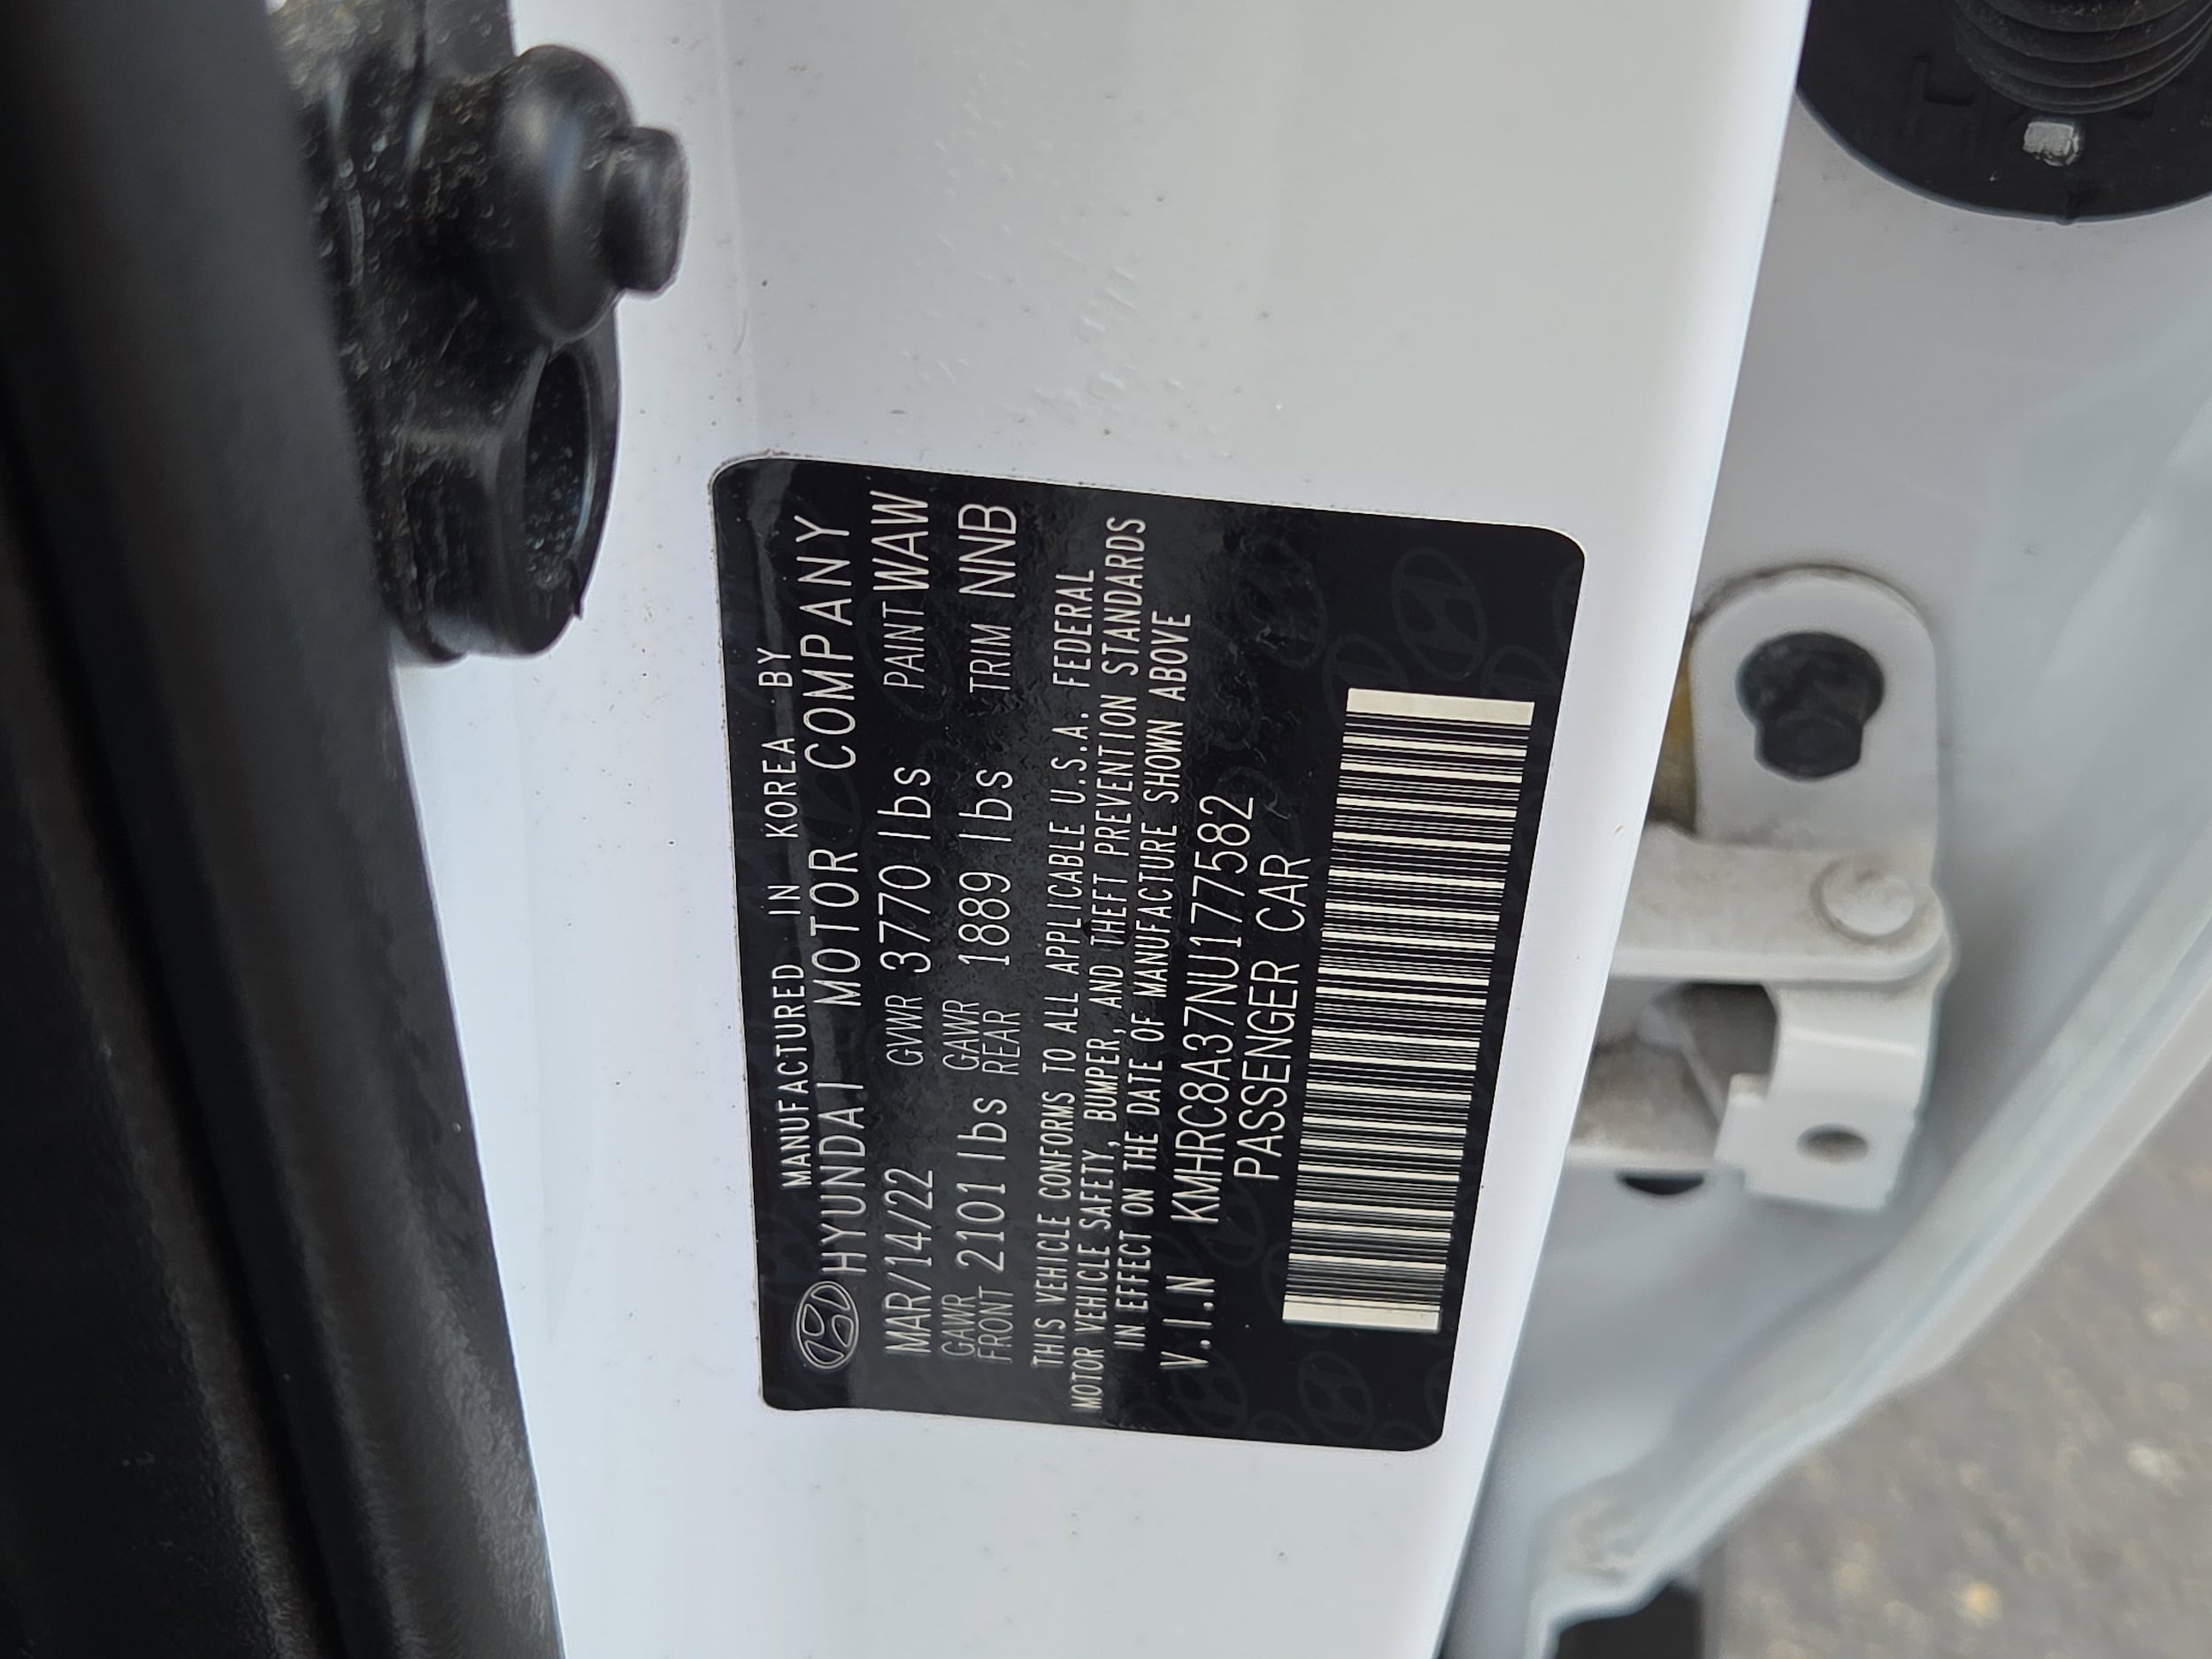 MANUFACTURED IN KOREA BY
HYUNDAI MOTOR COMPANY
MAR/14/22 GVWR 3770 lbs PAINT WAW
GAWR FRONT 2101 lbs GAWR REAR 1889 lbs TRIM NNB
THIS VEHICLE CONFORMS TO ALL APPLICABLE U.S.A. FEDERAL
MOTOR VEHICLE SAFETY, BUMPER, AND THEFT PREVENTION STANDARDS
IN EFFECT ON THE DATE OF MANUFACTURE SHOWN ABOVE
V.I.N KMHRC8A37NU177582
PASSENGER CAR